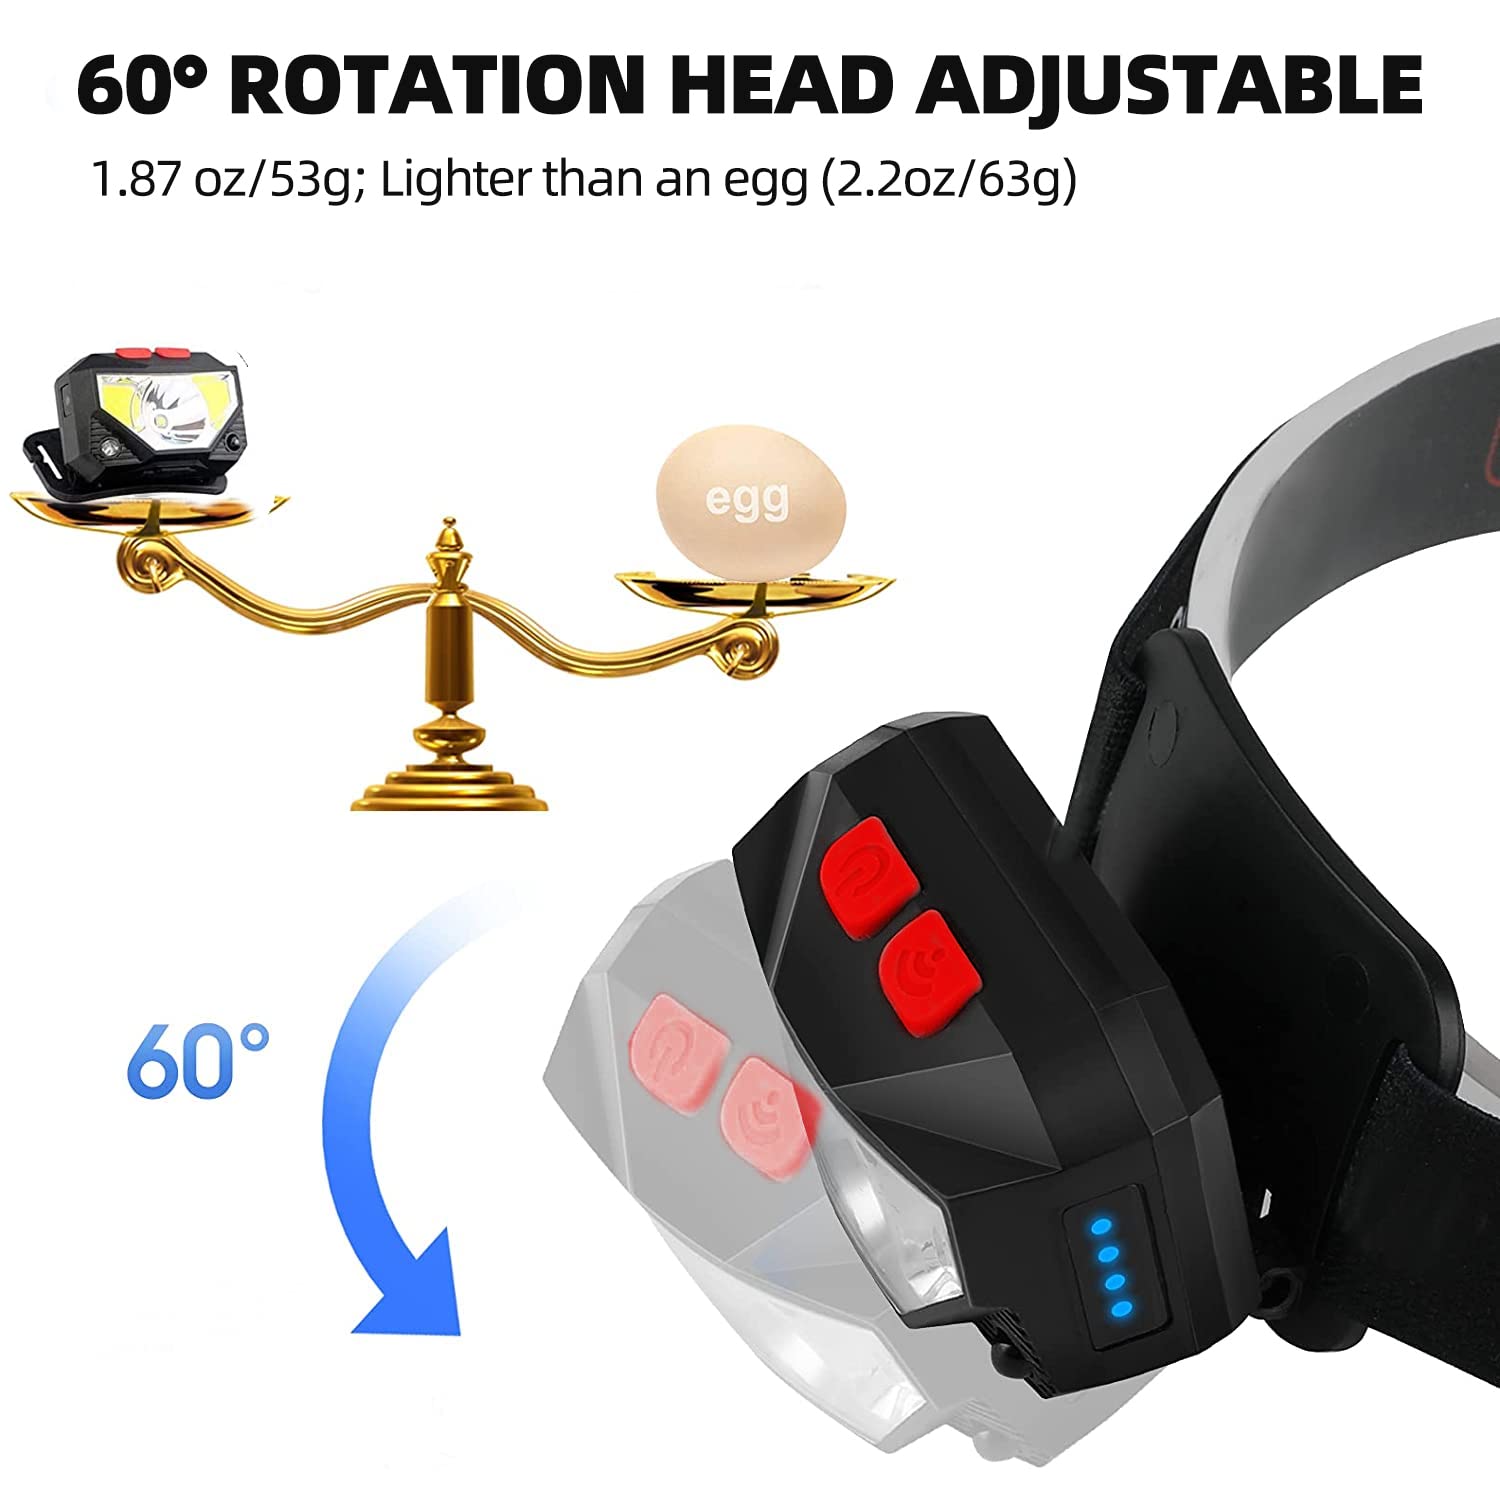 60° ROTATION HEAD ADJUSTABLE
1.87 oz/53g; Lighter than an egg (2.2oz/63g)
egg
60°